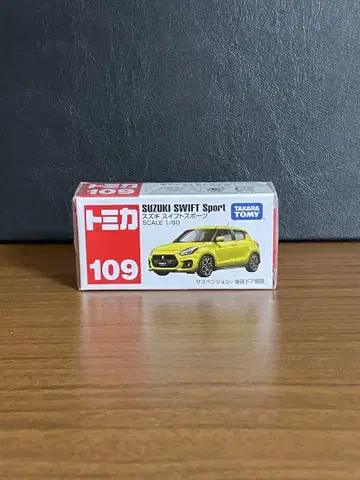 109
トミカ
SUZUKI SWIFT Sport
スズキ スイフトスポーツ
SCALE 1/60
TAKARA
TOMY
109
サスペンション/後部ドア開閉